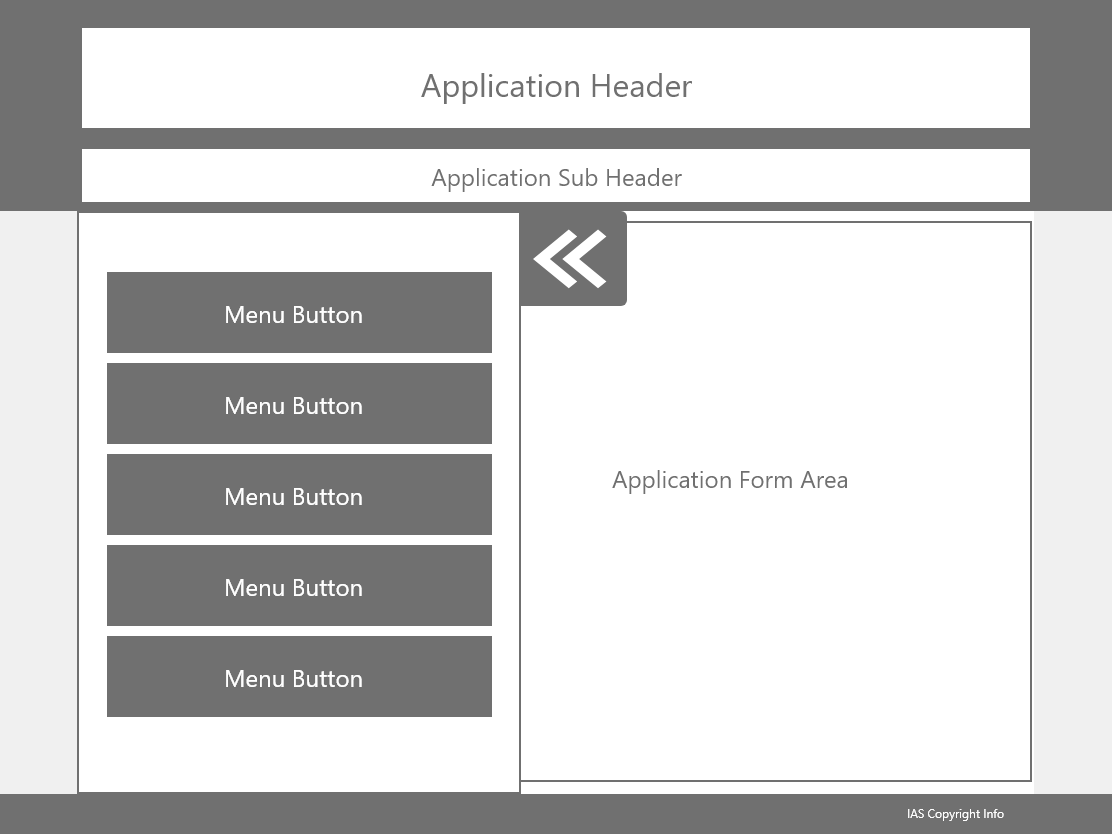 Application Header
Application Sub Header
Menu Button
Menu Button
Menu Button
Menu Button
Menu Button
Application Form Area
IAS Copyright Info